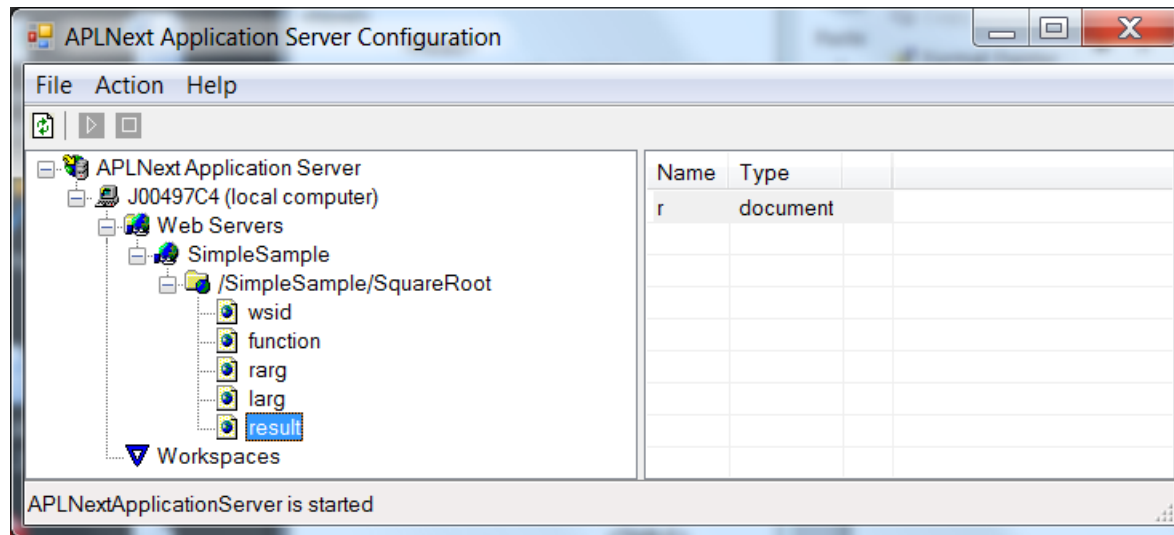 APLNext Application Server Configuration
File Action Help
APLNext Application Server
J00497C4 (local computer)
Web Servers
SimpleSample
/SimpleSample/SquareRoot
wsid
function
rarg
larg
result
Workspaces
Name Type
r document
APLNextApplicationServer is started